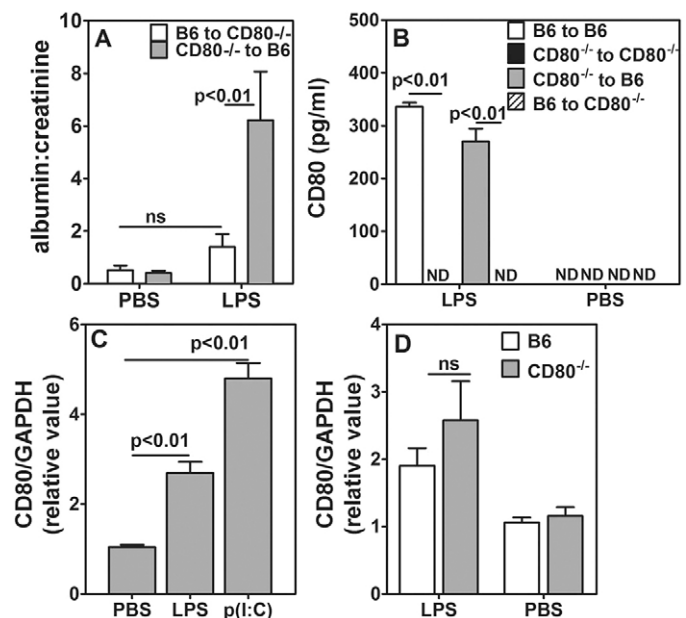 A
B6 to CD80-/-
CD80-/- to B6
albumin:creatinine
10
8
6
4
2
0
p<0.01
ns
PBS
LPS
B
B6 to B6
CD80-/- to CD80-/-
CD80-/- to B6
B6 to CD80-/-
CD80 (pg/ml)
500
400
300
200
100
0
p<0.01
p<0.01
ND
ND
ND ND ND ND
LPS
PBS
C
CD80/GAPDH
(relative value)
6
4
2
0
p<0.01
p<0.01
PBS
LPS
p(I:C)
D
B6
CD80-/-
CD80/GAPDH
(relative value)
4
3
2
1
0
ns
LPS
PBS